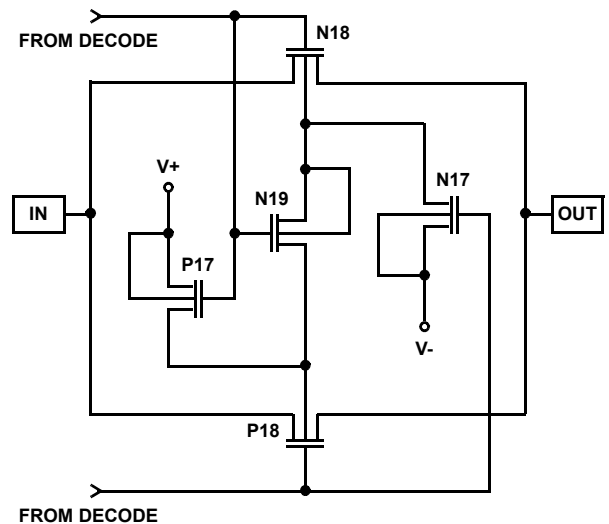 FROM DECODE
N18
V+
N17
N19
IN
OUT
P17
V-
P18
FROM DECODE